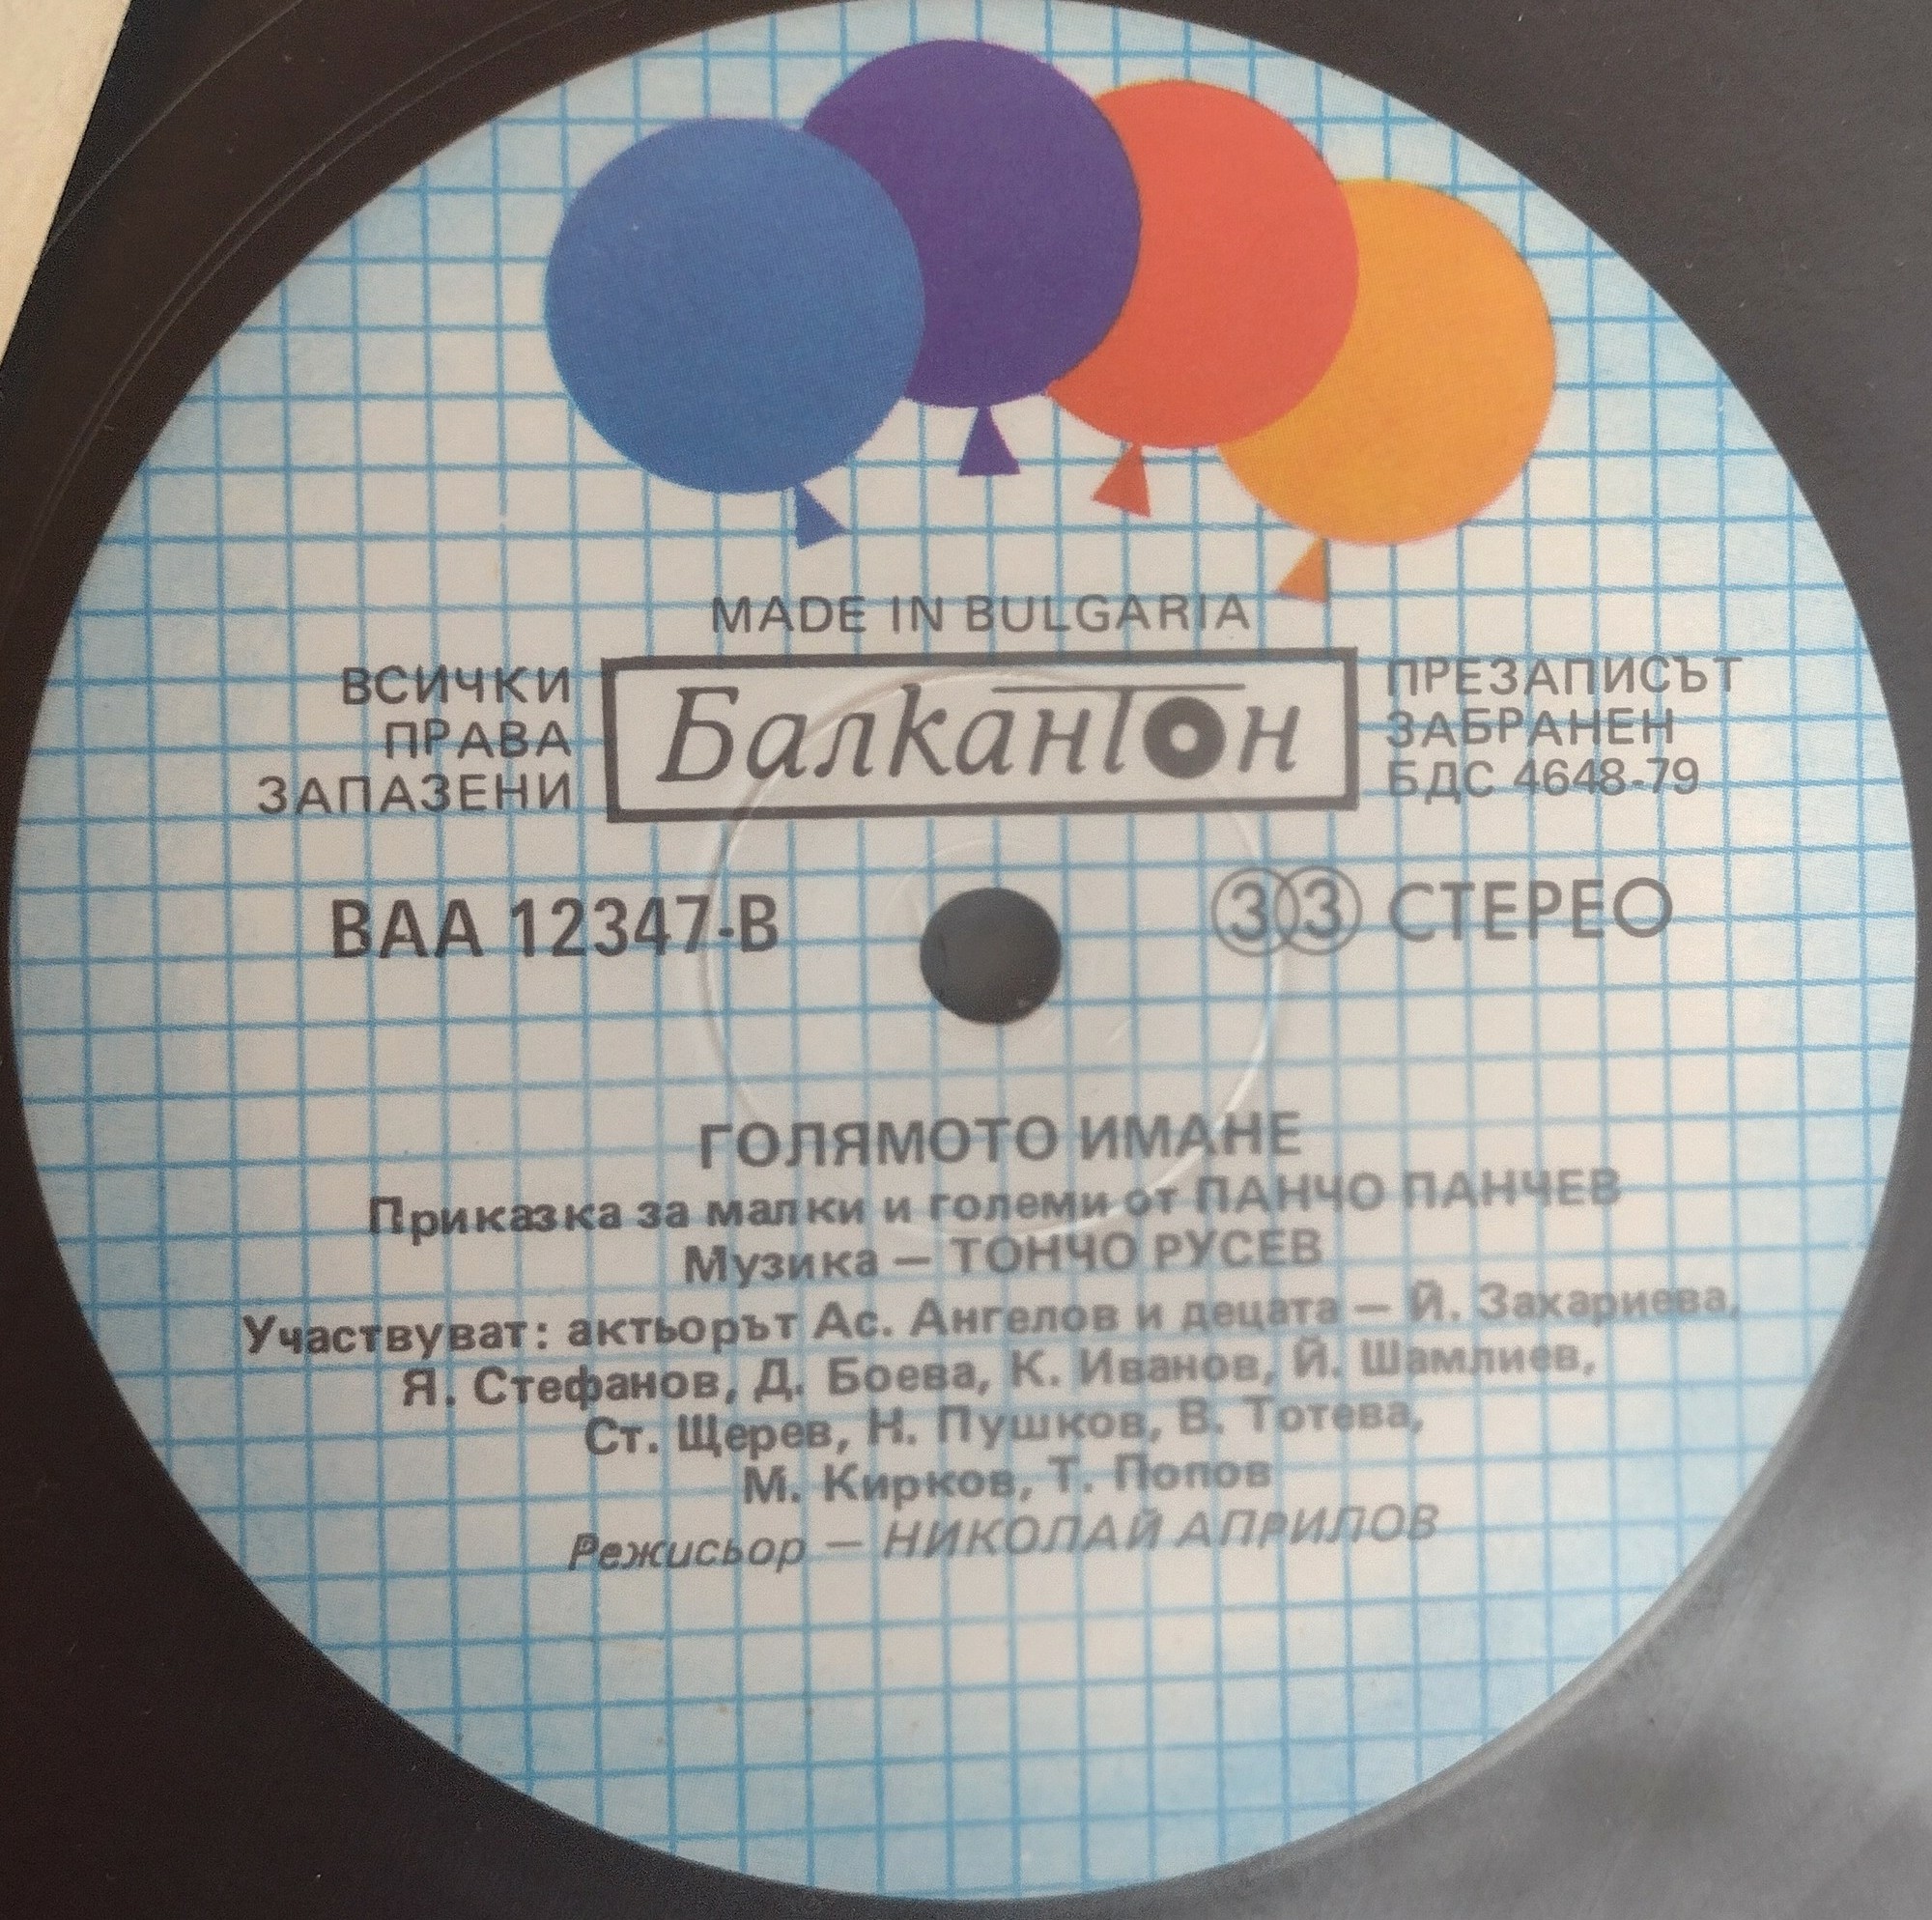 MADE IN BULGARIA
ВСИЧКИ
ПРАВА
ЗАПАЗЕНИ
Балкантон
ПРЕЗАПИСЪТ
ЗАБРАНЕН
БДС 4648-79
ВАА 12347-В
33 СТЕРЕО
ГОЛЯМОТО ИМАНЕ
Приказка за малки и големи от ПАНЧО ПАНЧЕВ
Музика — ТОНЧО РУСЕВ
Участвуват: актьорът Ас. Ангелов и децата — Й. Захариева,
Я. Стефанов, Д. Боева, К. Иванов, Й. Шамлиев,
Ст. Щерев, Н. Пушков, В. Тотева,
М. Кирков, Т. Попов
Режисьор — НИКОЛАЙ АПРИЛОВ